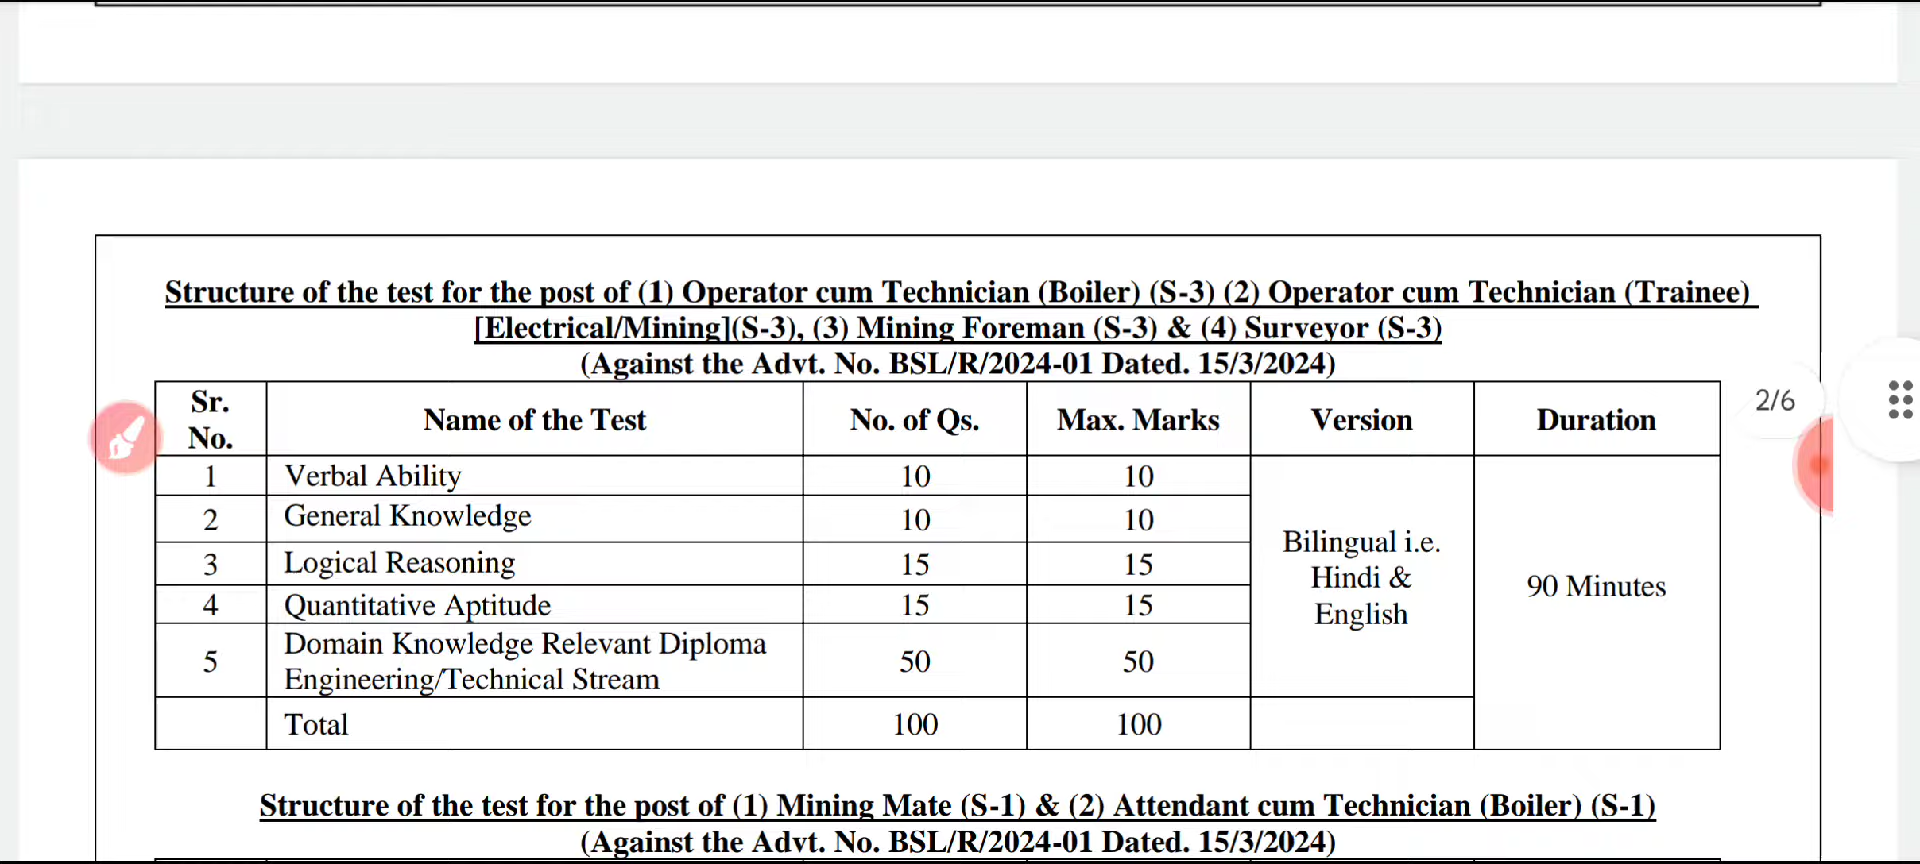 Structure of the test for the post of (1) Operator cum Technician (Boiler) (S-3) (2) Operator cum Technician (Trainee)
[Electrical/Mining](S-3), (3) Mining Foreman (S-3) & (4) Surveyor (S-3)
(Against the Advt. No. BSL/R/2024-01 Dated. 15/3/2024)
Sr. No. Name of the Test No. of Qs. Max. Marks Version Duration
1 Verbal Ability 10 10
2 General Knowledge 10 10
3 Logical Reasoning 15 15
4 Quantitative Aptitude 15 15
5 Domain Knowledge Relevant Diploma
Engineering/Technical Stream 50 50
Bilingual i.e.
Hindi &
English
90 Minutes
Total 100 100
2/6
Structure of the test for the post of (1) Mining Mate (S-1) & (2) Attendant cum Technician (Boiler) (S-1)
(Against the Advt. No. BSL/R/2024-01 Dated. 15/3/2024)